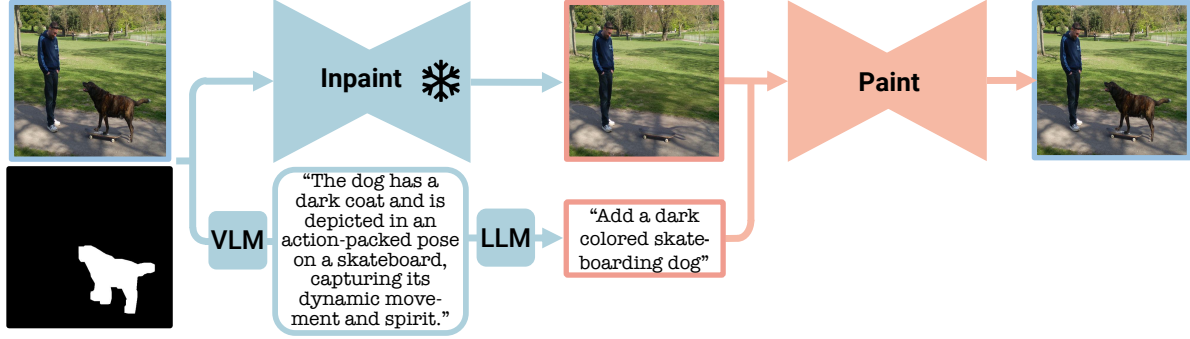 Inpaint
Paint
VLM
“The dog has a
dark coat and is
depicted in an
action-packed pose
on a skateboard,
capturing its
dynamic move-
ment and spirit.”
LLM
“Add a dark
colored skate-
boarding dog”